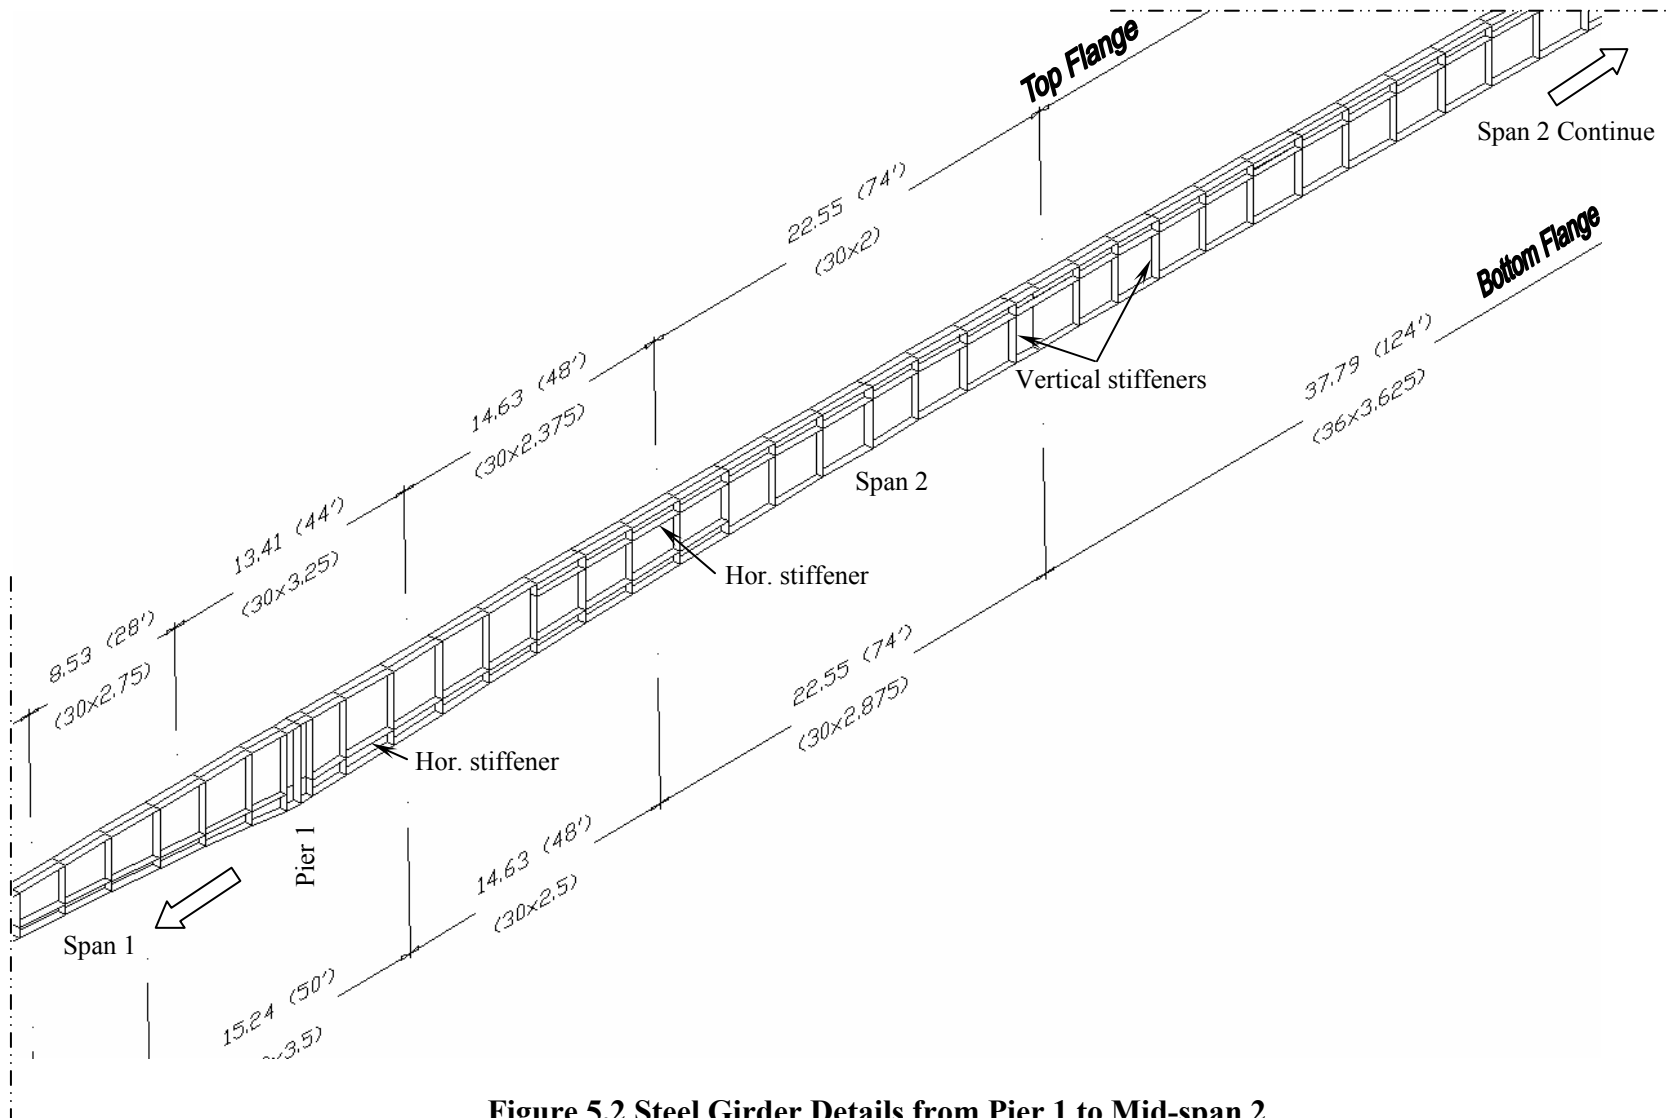 Top Flange
Span 2 Continue
22.55 (74')
(30x2)
Bottom Flange
14.63 (48')
(30x2.375)
Vertical stiffeners
37.79 (124')
(36x3.625)
13.41 (44')
(30x3.25)
Span 2
Hor. stiffener
8.53 (28')
(30x2.75)
22.55 (74')
(30x2.875)
Hor. stiffener
Pier 1
14.63 (48')
(30x2.5)
Span 1
15.24 (50')
x3.5)
Figure 5.2 Steel Girder Details from Pier 1 to Mid-span 2